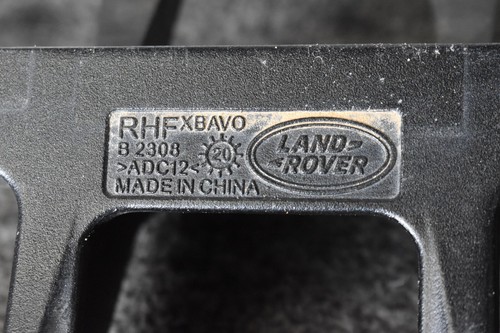 RHF XBAVO
B 2308
20
>ADC12<
MADE IN CHINA
LAND
ROVER